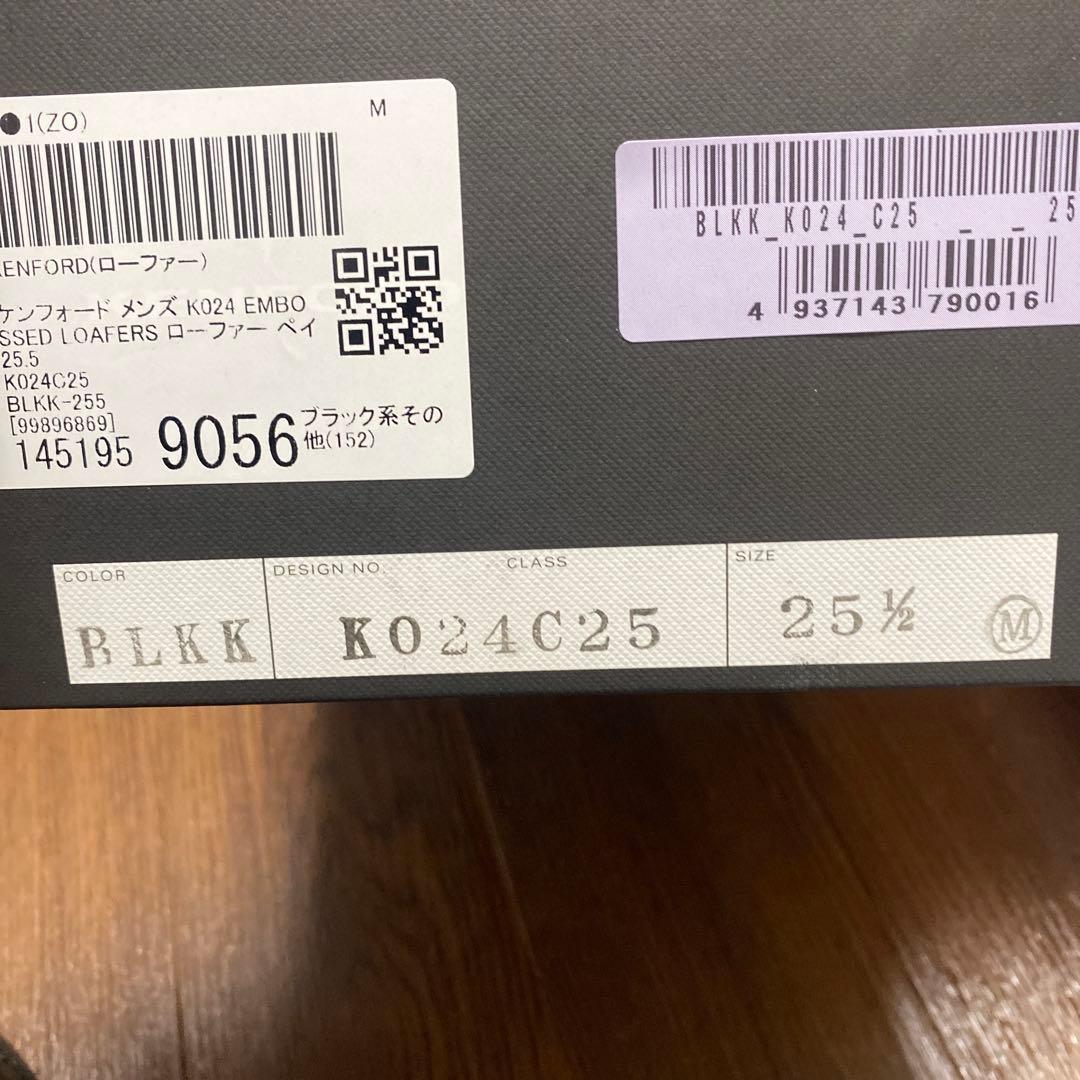 ●1(ZO)
M
KENFORD(ローファー)
ケンフォード メンズ K024 EMBO
SSED LOAFERS ローファー ペイ
25.5
K024C25
BLKK-255
[99896869]
145195 9056 ブラック系その
他(152)
BLKK_K024_C25 _ _ 25
4 937143 790016
COLOR
DESIGN NO.
CLASS
SIZE
BLKK
K024C25
25½
M